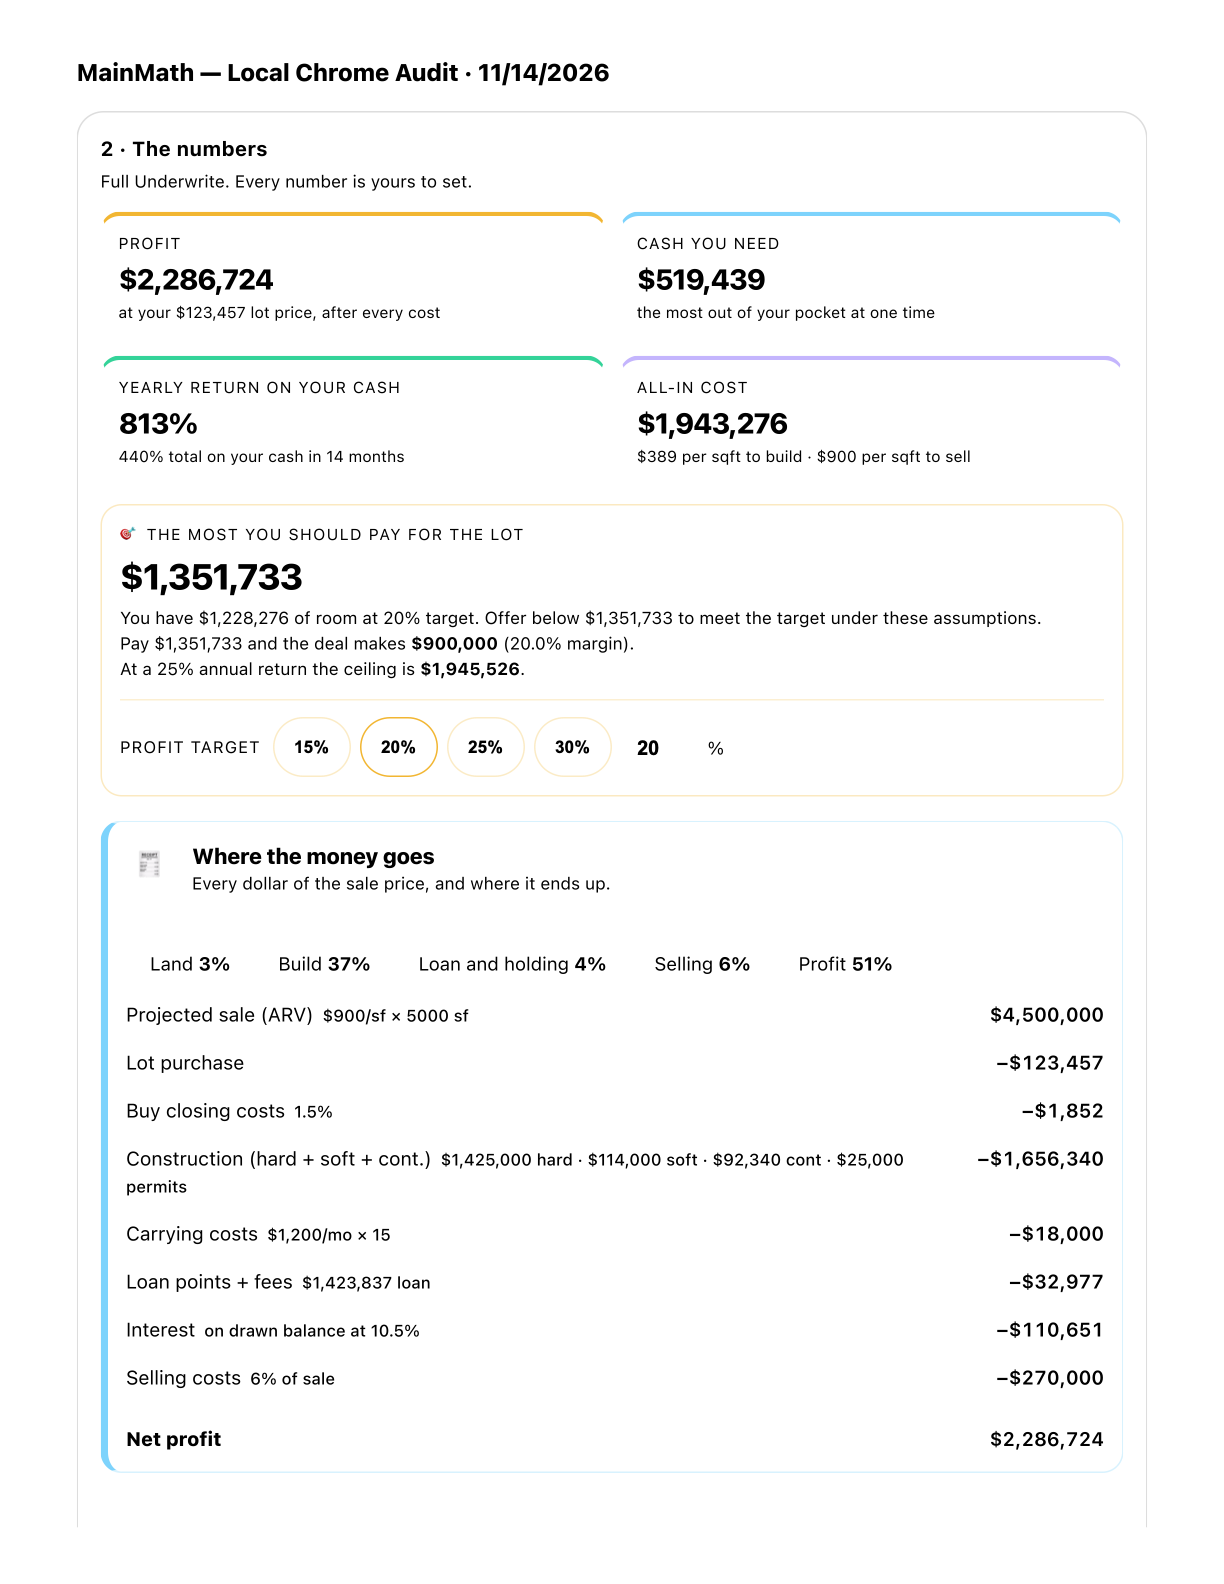 MainMath — Local Chrome Audit · 11/14/2026
2 · The numbers
Full Underwrite. Every number is yours to set.
PROFIT
$2,286,724
at your $123,457 lot price, after every cost
CASH YOU NEED
$519,439
the most out of your pocket at one time
YEARLY RETURN ON YOUR CASH
813%
440% total on your cash in 14 months
ALL-IN COST
$1,943,276
$389 per sqft to build · $900 per sqft to sell
THE MOST YOU SHOULD PAY FOR THE LOT
$1,351,733
You have $1,228,276 of room at 20% target. Offer below $1,351,733 to meet the target under these assumptions.
Pay $1,351,733 and the deal makes $900,000 (20.0% margin).
At a 25% annual return the ceiling is $1,945,526.
PROFIT TARGET 15% 20% 25% 30% 20 %
Where the money goes
Every dollar of the sale price, and where it ends up.
Land 3% Build 37% Loan and holding 4% Selling 6% Profit 51%
Projected sale (ARV) $900/sf × 5000 sf $4,500,000
Lot purchase –$123,457
Buy closing costs 1.5% –$1,852
Construction (hard + soft + cont.) $1,425,000 hard · $114,000 soft · $92,340 cont · $25,000 –$1,656,340
permits
Carrying costs $1,200/mo × 15 –$18,000
Loan points + fees $1,423,837 loan –$32,977
Interest on drawn balance at 10.5% –$110,651
Selling costs 6% of sale –$270,000
Net profit $2,286,724